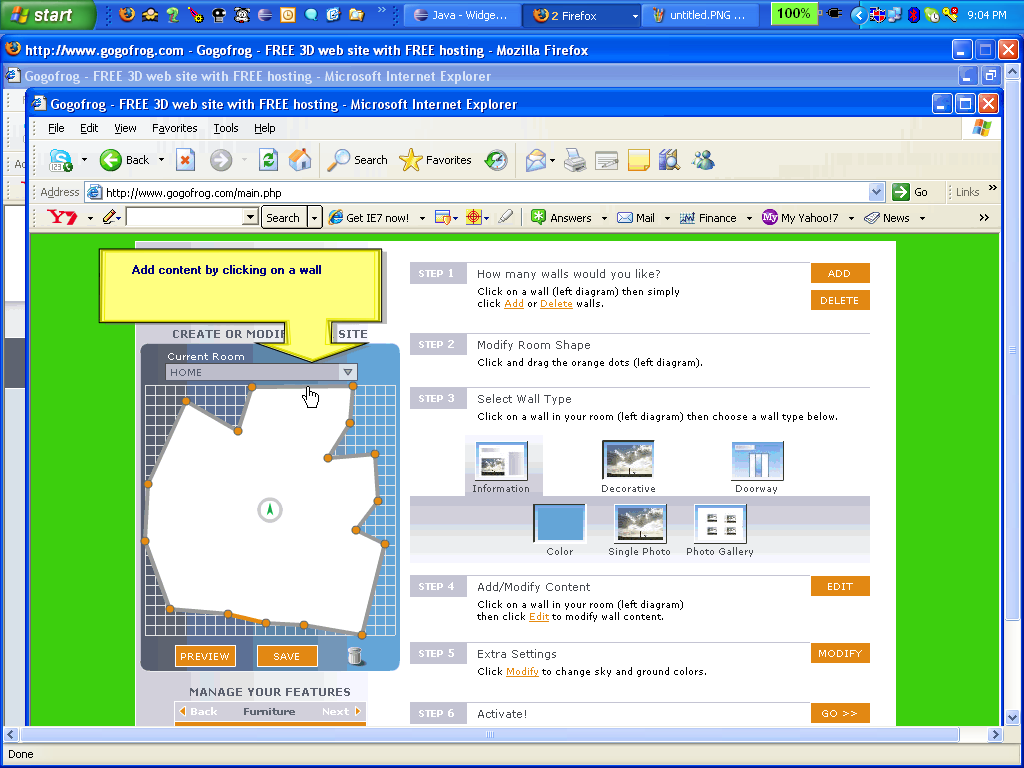 start
Java - Widge...
2 Firefox
untitled.PNG ...
100%
9:04 PM
http://www.gogofrog.com - Gogofrog - FREE 3D web site with FREE hosting - Mozilla Firefox
Gogofrog - FREE 3D web site with FREE hosting - Microsoft Internet Explorer
Gogofrog - FREE 3D web site with FREE hosting - Microsoft Internet Explorer
File Edit View Favorites Tools Help
Back Search Favorites
Address http://www.gogofrog.com/main.php Go Links »
Y7 Search Get IE7 now! Answers Mail Finance My Yahoo!7 News »
Add content by clicking on a wall
CREATE OR MODIF SITE
Current Room
HOME
PREVIEW SAVE
MANAGE YOUR FEATURES
Back Furniture Next
STEP 1 How many walls would you like? ADD
Click on a wall (left diagram) then simply
click Add or Delete walls.
DELETE
STEP 2 Modify Room Shape
Click and drag the orange dots (left diagram).
STEP 3 Select Wall Type
Click on a wall in your room (left diagram) then choose a wall type below.
Information Decorative Doorway
Color Single Photo Photo Gallery
STEP 4 Add/Modify Content EDIT
Click on a wall in your room (left diagram)
then click Edit to modify wall content.
STEP 5 Extra Settings MODIFY
Click Modify to change sky and ground colors.
STEP 6 Activate! GO >>
Done